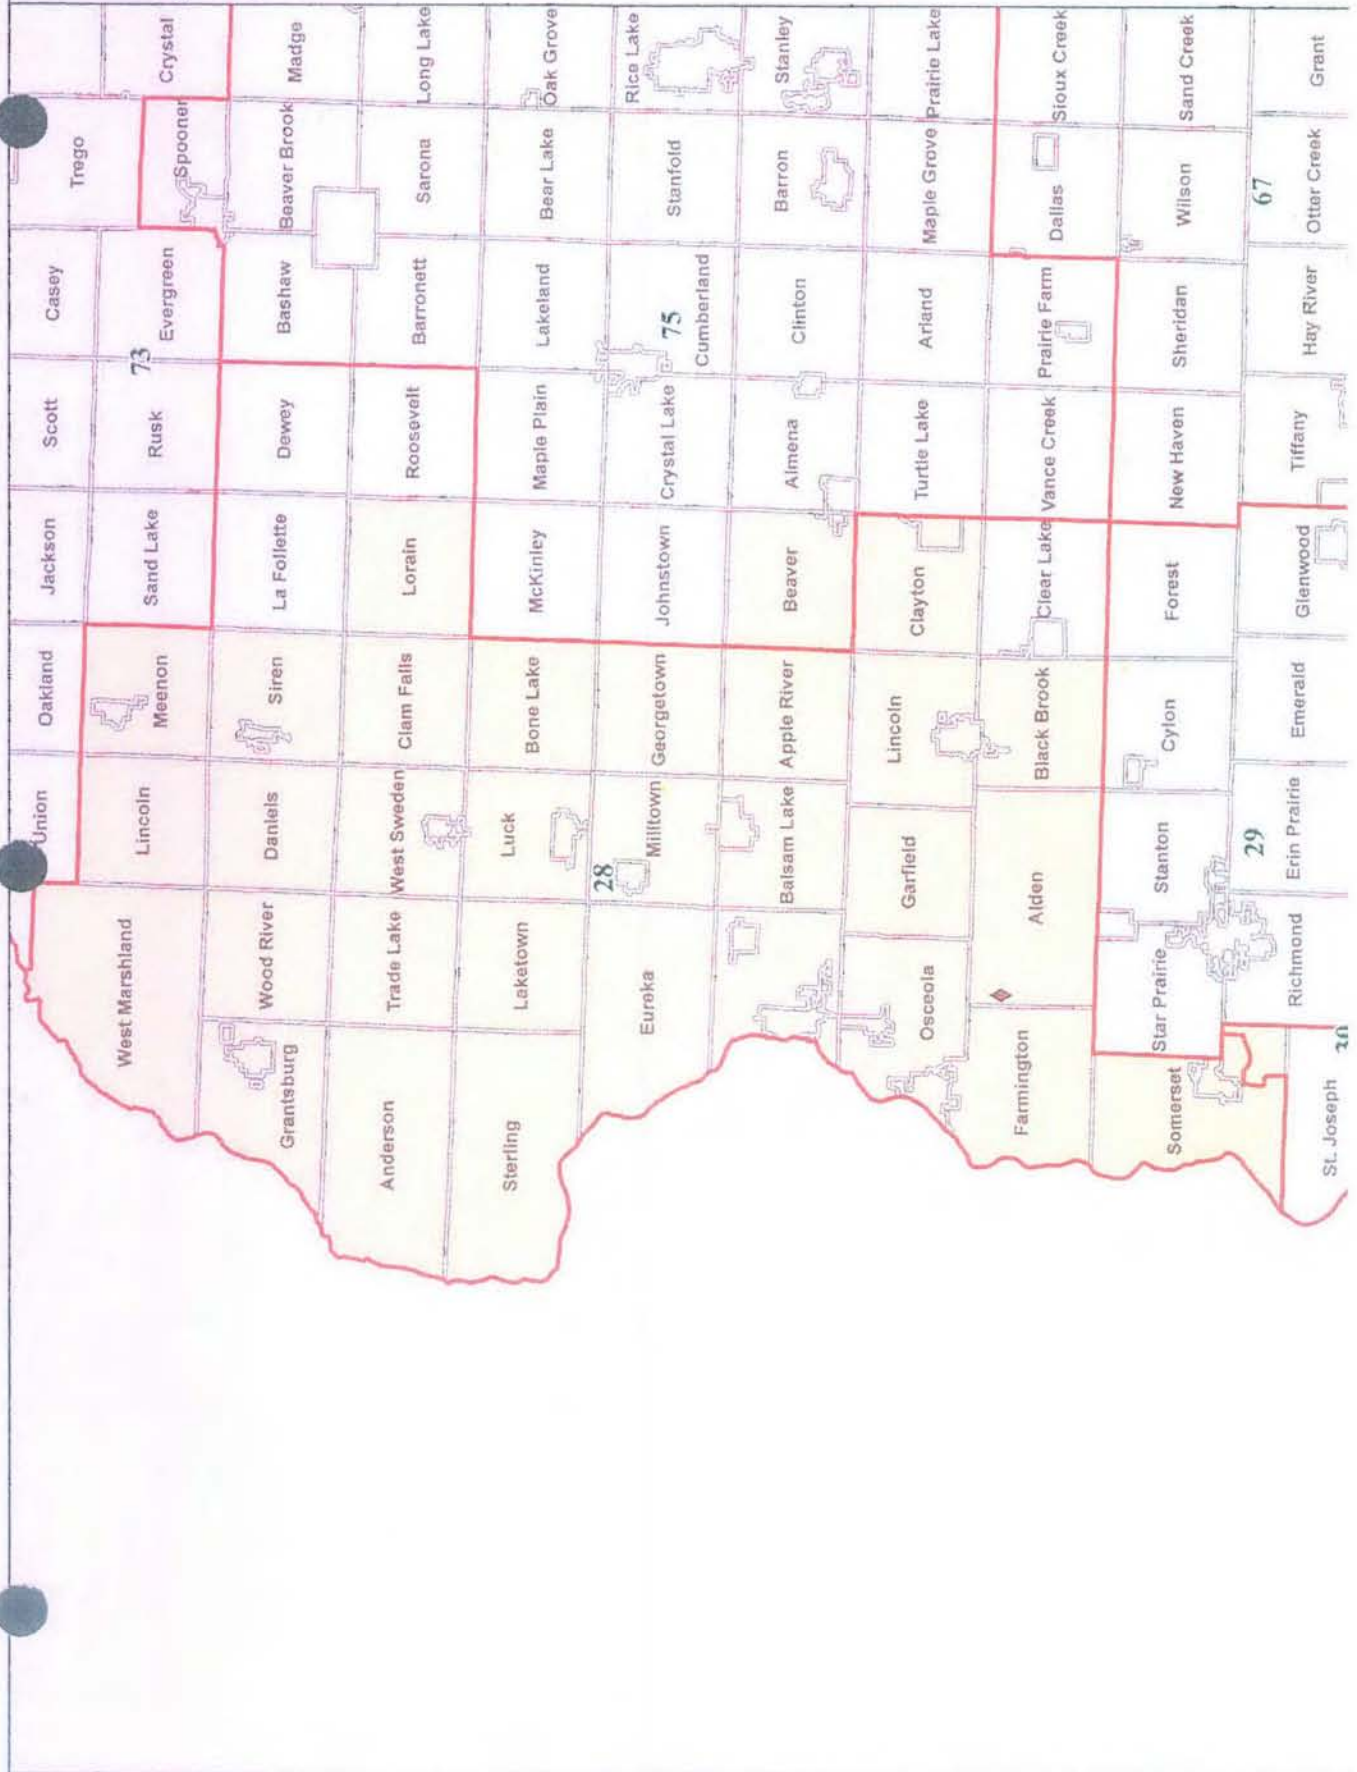 Union
Oakland
Jackson
Scott
Casey
Trego
West Marshland
Lincoln
Meenon
Sand Lake
Rusk
73
Evergreen
Spooner
Crystal
Grantsburg
Wood River
Daniels
Siren
La Follette
Dewey
Bashaw
Beaver Brook
Madge
Anderson
Trade Lake
West Sweden
Clam Falls
Lorain
Roosevelt
Barronett
Sarona
Long Lake
Sterling
Laketown
Luck
Bone Lake
McKinley
Maple Plain
Lakeland
Bear Lake
Oak Grove
Eureka
28
Milltown
Georgetown
Johnstown
Crystal Lake
75
Cumberland
Stanfold
Rice Lake
Balsam Lake
Apple River
Beaver
Almena
Clinton
Barron
Stanley
Osceola
Garfield
Lincoln
Clayton
Turtle Lake
Arland
Maple Grove
Prairie Lake
Farmington
Alden
Black Brook
Clear Lake
Vance Creek
Prairie Farm
Dallas
Sioux Creek
Somerset
Star Prairie
Stanton
Cylon
Forest
New Haven
Sheridan
Wilson
Sand Creek
St. Joseph
Richmond
29
Erin Prairie
Emerald
Glenwood
Tiffany
Hay River
67
Otter Creek
Grant